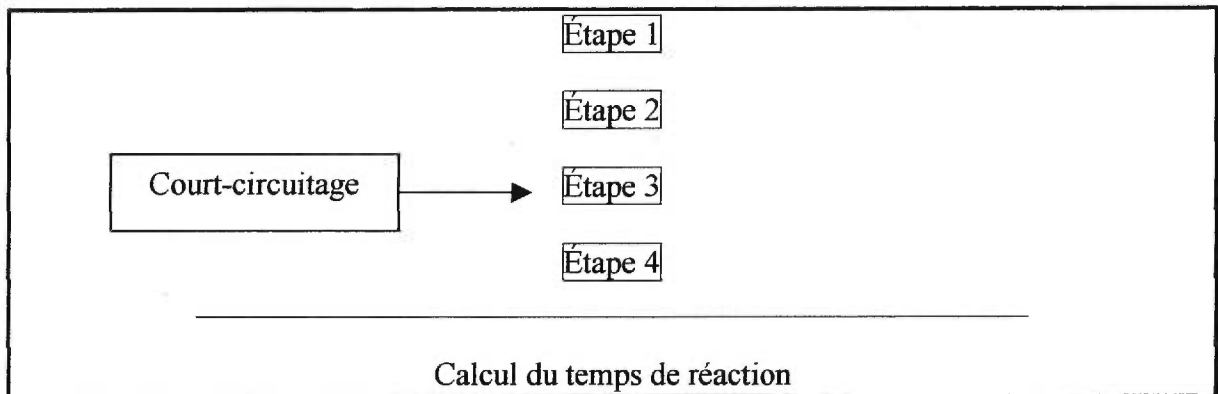 Étape 1
Étape 2
Court-circuitage
Étape 3
Étape 4
Calcul du temps de réaction